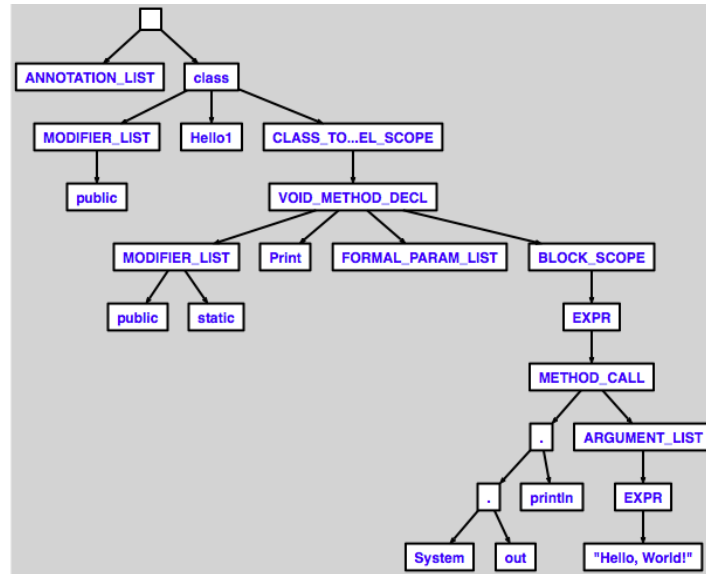 ANNOTATION_LIST class
MODIFIER_LIST Hello1 CLASS_TO...EL_SCOPE
public VOID_METHOD_DECL
MODIFIER_LIST Print FORMAL_PARAM_LIST BLOCK_SCOPE
public static EXPR
METHOD_CALL
. ARGUMENT_LIST
. println EXPR
System out "Hello, World!"